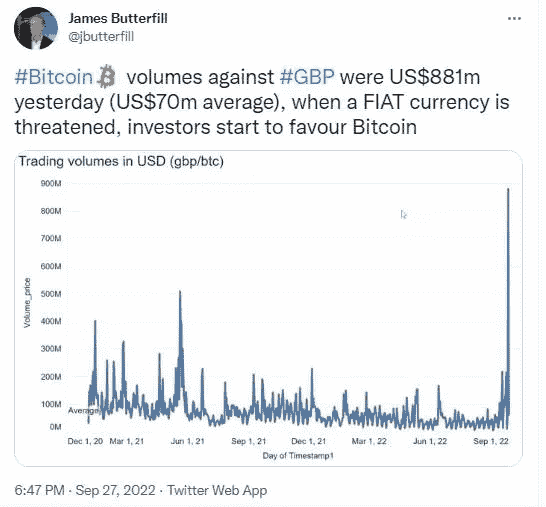 James Butterfill
@jbutterfill
#Bitcoin volumes against #GBP were US$881m
yesterday (US$70m average), when a FIAT currency is
threatened, investors start to favour Bitcoin
Trading volumes in USD (gbp/btc)
900M
800M
700M
600M
500M
400M
300M
200M
100M
0M
Volume_price
Average
Dec 1, 20 Mar 1, 21 Jun 1, 21 Sep 1, 21 Dec 1, 21 Mar 1, 22 Jun 1, 22 Sep 1, 22
Day of Timestamp1
6:47 PM · Sep 27, 2022 · Twitter Web App